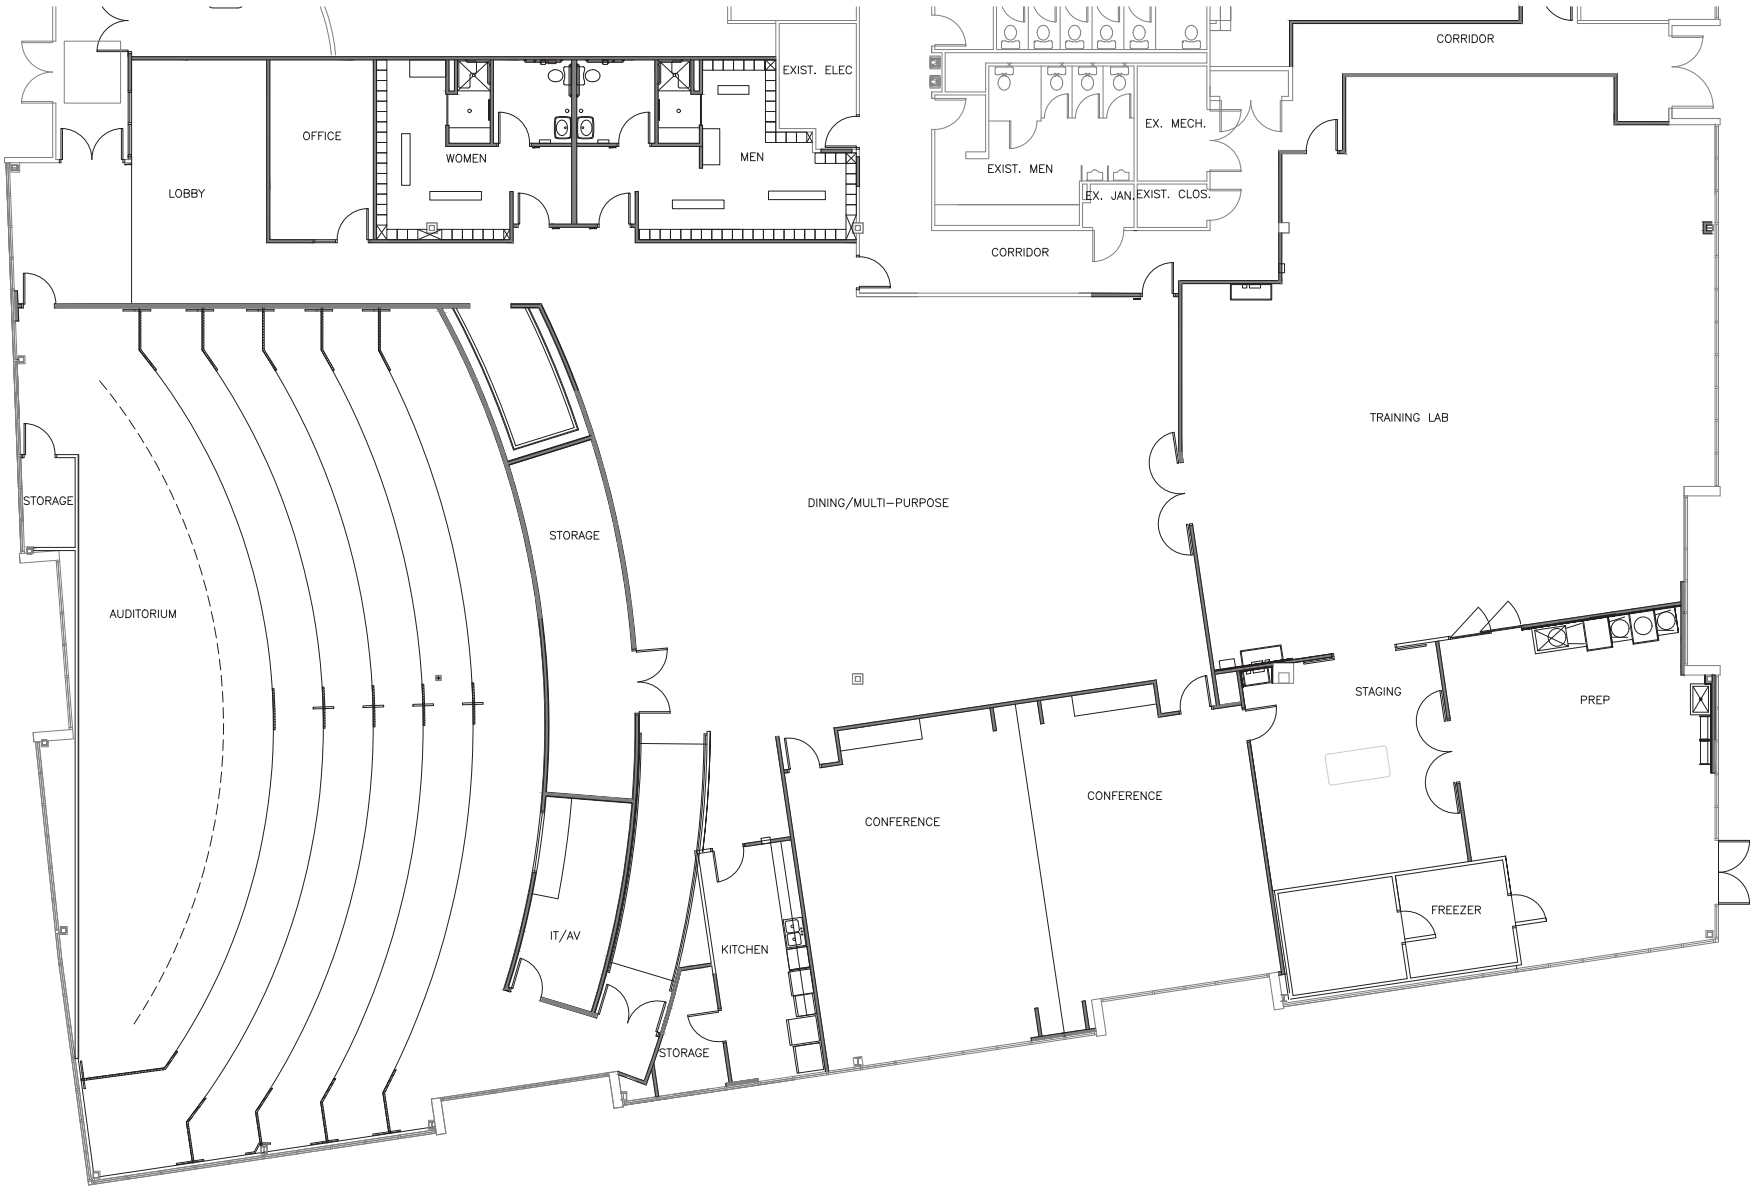 CORRIDOR
EXIST. ELEC
EX. MECH.
OFFICE
WOMEN
MEN
EXIST. MEN
LOBBY
EX. JAN.
EXIST. CLOS.
CORRIDOR
TRAINING LAB
STORAGE
DINING/MULTI-PURPOSE
STORAGE
AUDITORIUM
STAGING
PREP
CONFERENCE
CONFERENCE
FREEZER
IT/AV
KITCHEN
STORAGE